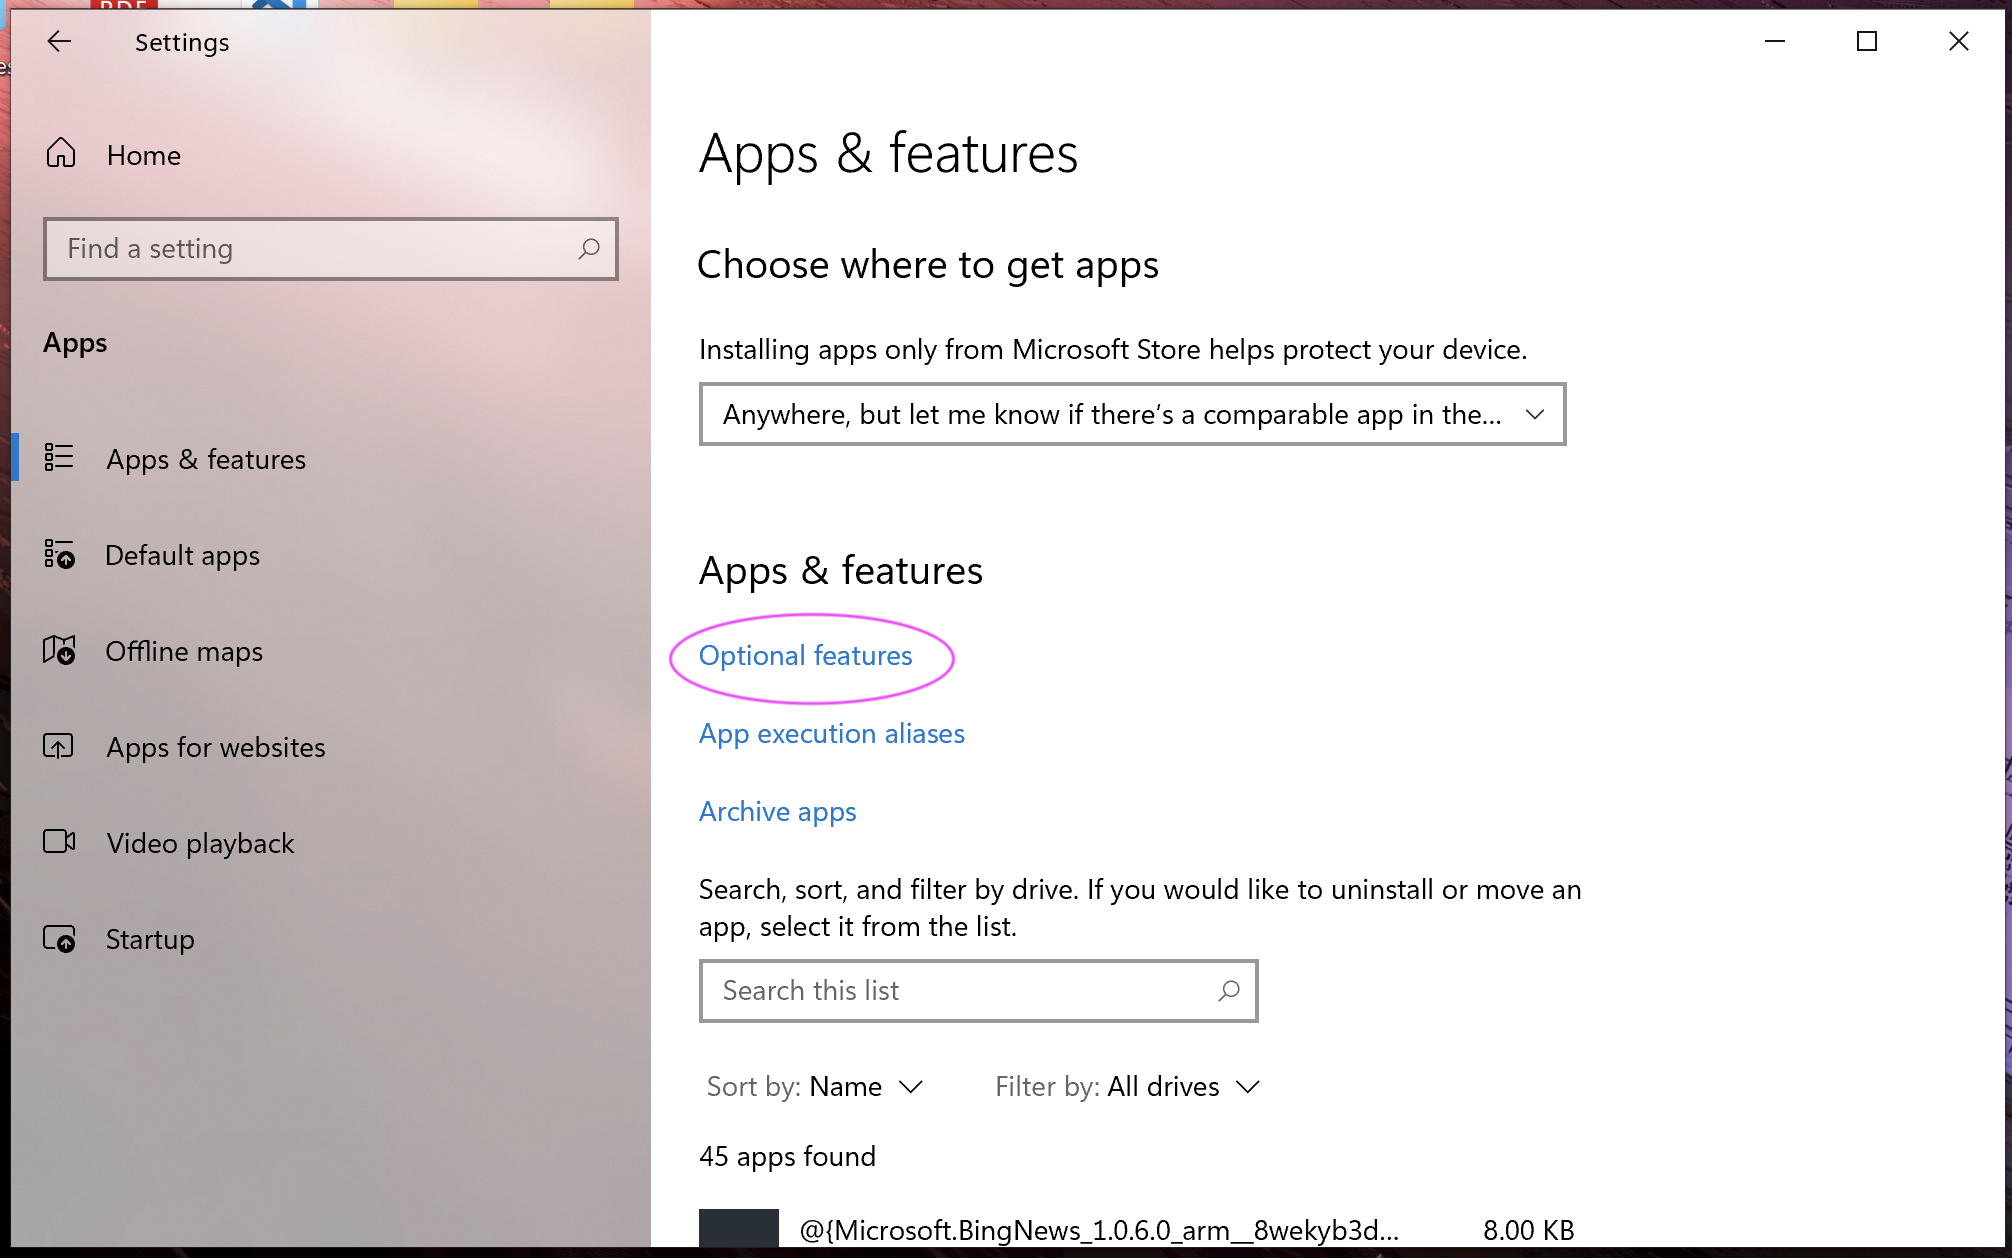 PDF
Settings
Home
Find a setting
Apps
Apps & features
Default apps
Offline maps
Apps for websites
Video playback
Startup
Apps & features
Choose where to get apps
Installing apps only from Microsoft Store helps protect your device.
Anywhere, but let me know if there's a comparable app in the...
Apps & features
Optional features
App execution aliases
Archive apps
Search, sort, and filter by drive. If you would like to uninstall or move an
app, select it from the list.
Search this list
Sort by: Name Filter by: All drives
45 apps found
@{Microsoft.BingNews_1.0.6.0_arm__8wekyb3d... 8.00 KB